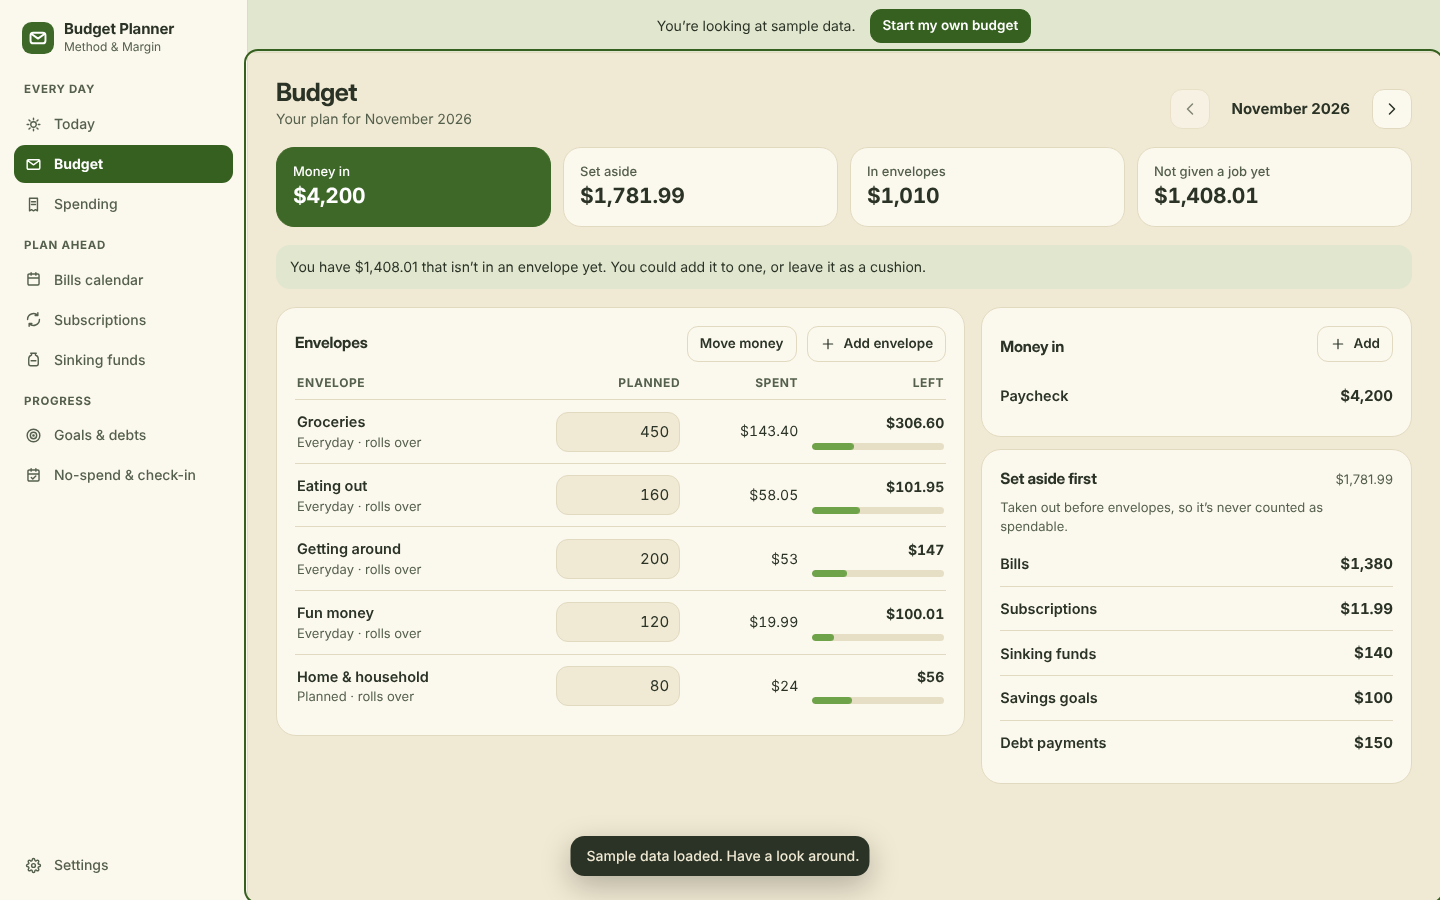 Budget Planner
Method & Margin
EVERY DAY
Today
Budget
Spending
PLAN AHEAD
Bills calendar
Subscriptions
Sinking funds
PROGRESS
Goals & debts
No-spend & check-in
Settings
You’re looking at sample data. Start my own budget
Budget
Your plan for November 2026
November 2026
Money in
$4,200
Set aside
$1,781.99
In envelopes
$1,010
Not given a job yet
$1,408.01
You have $1,408.01 that isn’t in an envelope yet. You could add it to one, or leave it as a cushion.
Envelopes Move money Add envelope
ENVELOPE PLANNED SPENT LEFT
Groceries
Everyday · rolls over
450 $143.40 $306.60
Eating out
Everyday · rolls over
160 $58.05 $101.95
Getting around
Everyday · rolls over
200 $53 $147
Fun money
Everyday · rolls over
120 $19.99 $100.01
Home & household
Planned · rolls over
80 $24 $56
Money in Add
Paycheck $4,200
Set aside first $1,781.99
Taken out before envelopes, so it’s never counted as
spendable.
Bills $1,380
Subscriptions $11.99
Sinking funds $140
Savings goals $100
Debt payments $150
Sample data loaded. Have a look around.